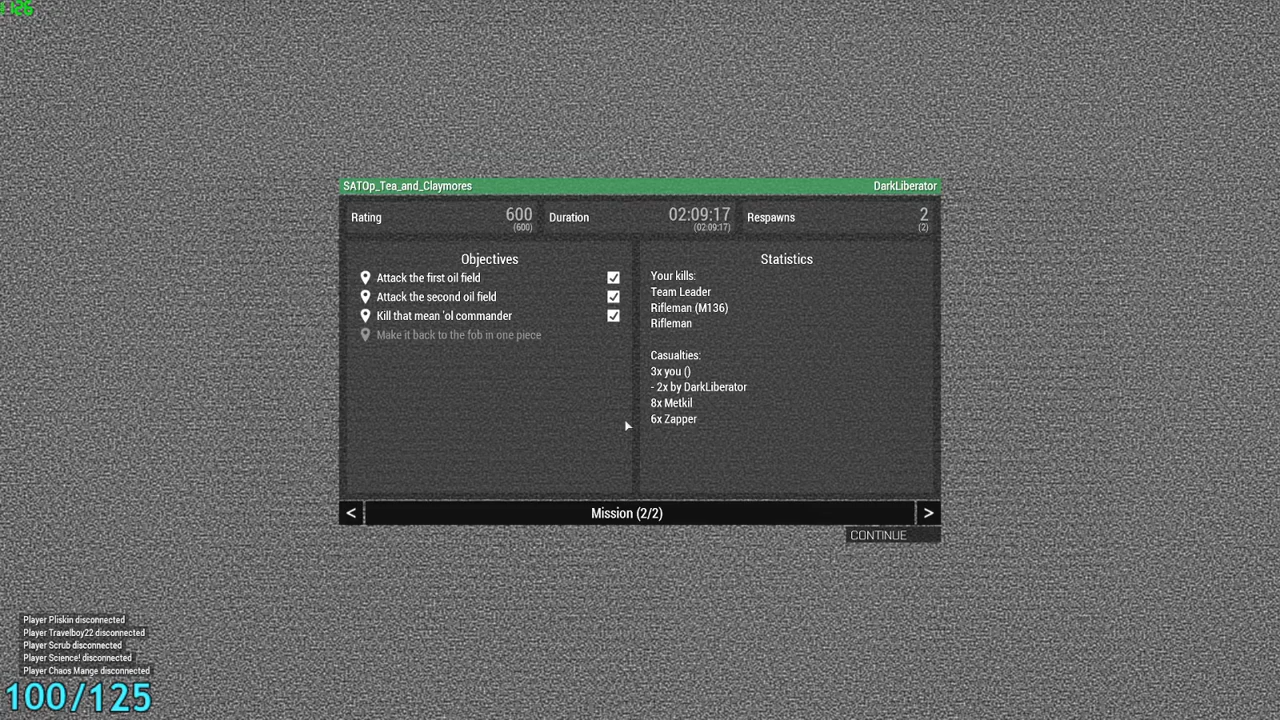 SATOp_Tea_and_Claymores DarkLiberator
Rating 600 Duration 02:09:17 Respawns 2
(600) (02:09:17) (2)
Objectives
Attack the first oil field
Attack the second oil field
Kill that mean 'ol commander
Make it back to the fob in one piece
Statistics
Your kills:
Team Leader
Rifleman (M136)
Rifleman
Casualties:
3x you ()
- 2x by DarkLiberator
8x Metkil
6x Zapper
< Mission (2/2) >
CONTINUE
Player Pliskin disconnected
Player Travelboy22 disconnected
Player Scrub disconnected
Player Science! disconnected
Player Chaos Mange disconnected
100/125